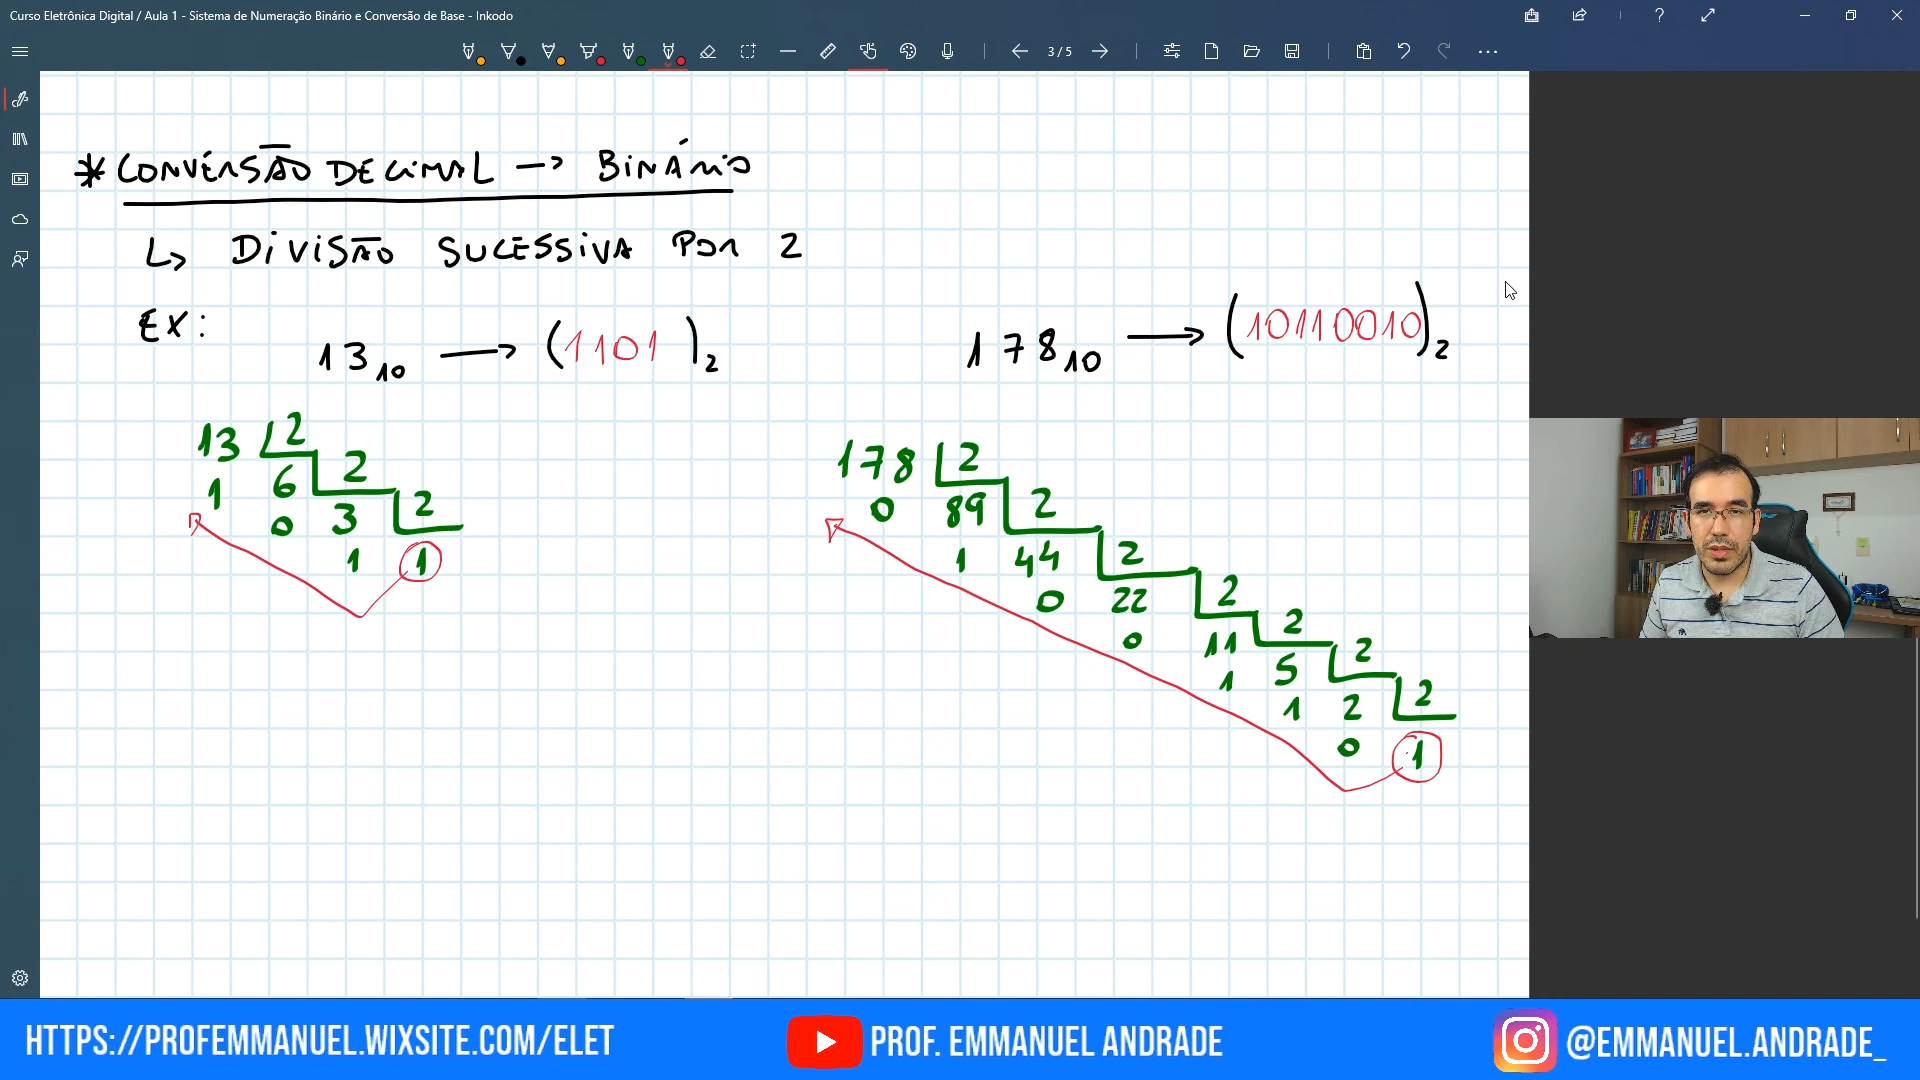 Curso Eletrônica Digital / Aula 1 - Sistema de Numeração Binário e Conversão de Base - Inkodo
3 / 5
* CONVERSÃO DECIMAL → BINÁRIO
↳ DIVISÃO SUCESSIVA POR 2
EX:
13₁₀ → (1101)₂
178₁₀ → (10110010)₂
13 2
1 6 2
0 3 2
1 1
178 2
0 89 2
1 44 2
0 22 2
0 11 2
1 5 2
1 2 2
0 1
HTTPS://PROFEMMANUEL.WIXSITE.COM/ELET
PROF. EMMANUEL ANDRADE
@EMMANUEL.ANDRADE_